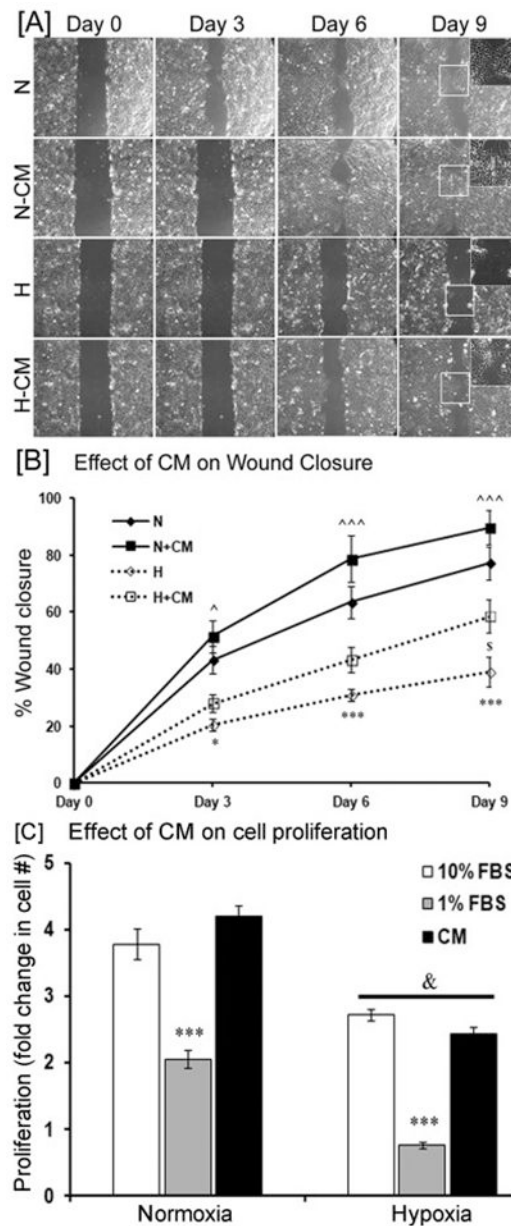 [A] Day 0 Day 3 Day 6 Day 9
N
N-CM
H
H-CM
[B] Effect of CM on Wound Closure
% Wound closure
100
80
60
40
20
0
N
N+CM
H
H+CM
^ ^^^ ^^^
$
* *** ***
Day 0 Day 3 Day 6 Day 9
[C] Effect of CM on cell proliferation
Proliferation (fold change in cell #)
5
4
3
2
1
0
10% FBS
1% FBS
CM
&
*** ***
Normoxia Hypoxia